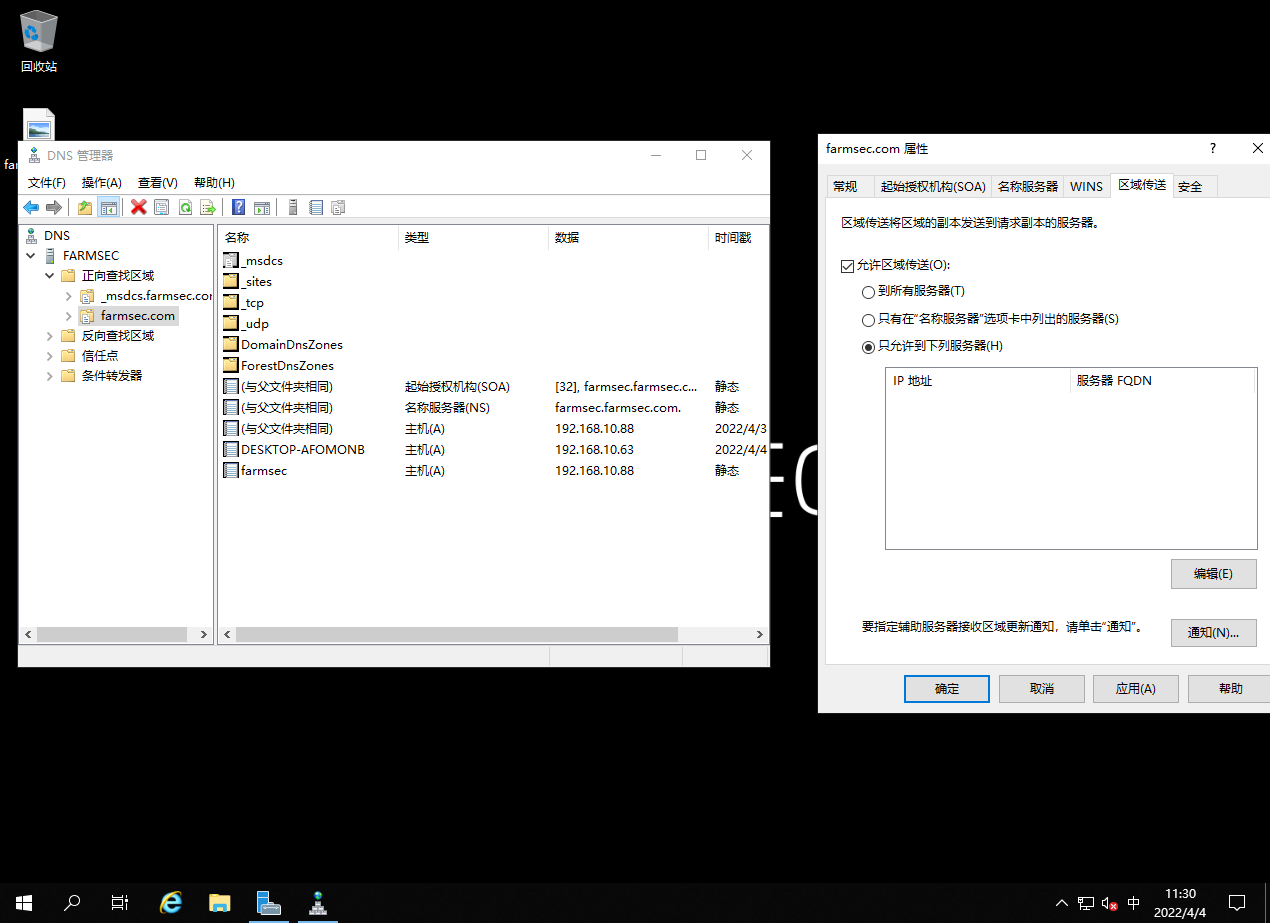 回收站
far
DNS 管理器
文件(F) 操作(A) 查看(V) 帮助(H)
DNS
FARMSEC
正向查找区域
_msdcs.farmsec.cor
farmsec.com
反向查找区域
信任点
条件转发器
名称 类型 数据 时间戳
_msdcs
_sites
_tcp
_udp
DomainDnsZones
ForestDnsZones
(与父文件夹相同) 起始授权机构(SOA) [32], farmsec.farmsec.c... 静态
(与父文件夹相同) 名称服务器(NS) farmsec.farmsec.com. 静态
(与父文件夹相同) 主机(A) 192.168.10.88 2022/4/3
DESKTOP-AFOMONB 主机(A) 192.168.10.63 2022/4/4
farmsec 主机(A) 192.168.10.88 静态
farmsec.com 属性
常规 起始授权机构(SOA) 名称服务器 WINS 区域传送 安全
区域传送将区域的副本发送到请求副本的服务器。
允许区域传送(O):
到所有服务器(T)
只有在“名称服务器”选项卡中列出的服务器(S)
只允许到下列服务器(H)
IP 地址 服务器 FQDN
编辑(E)
要指定辅助服务器接收区域更新通知，请单击“通知”。
通知(N)...
确定 取消 应用(A) 帮助
EC
中
11:30
2022/4/4